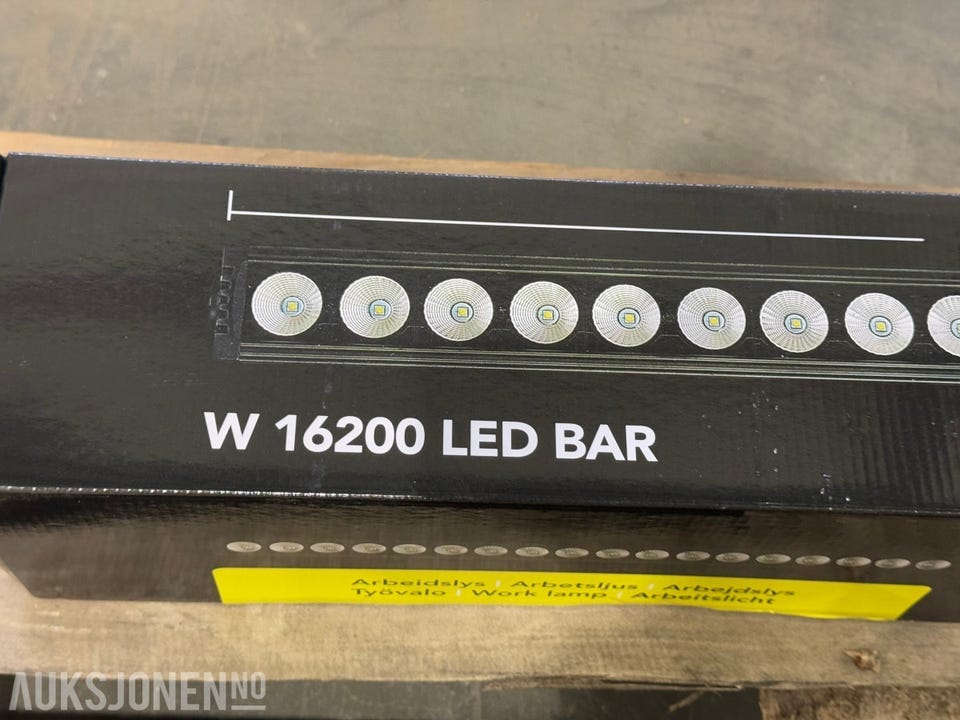 W 16200 LED BAR
Arbeidslys | Arbetsljus | Arbejdslys
Työvalo | Work lamp | Arbeitslicht
AUKSJONEN.NO